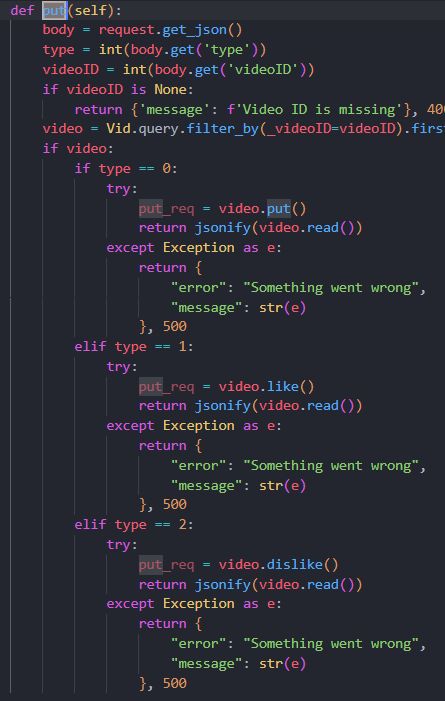 def put(self):
    body = request.get_json()
    type = int(body.get('type'))
    videoID = int(body.get('videoID'))
    if videoID is None:
        return {'message': f'Video ID is missing'}, 40
    video = Vid.query.filter_by(_videoID=videoID).firs
    if video:
        if type == 0:
            try:
                put_req = video.put()
                return jsonify(video.read())
            except Exception as e:
                return {
                    "error": "Something went wrong",
                    "message": str(e)
                }, 500
        elif type == 1:
            try:
                put_req = video.like()
                return jsonify(video.read())
            except Exception as e:
                return {
                    "error": "Something went wrong",
                    "message": str(e)
                }, 500
        elif type == 2:
            try:
                put_req = video.dislike()
                return jsonify(video.read())
            except Exception as e:
                return {
                    "error": "Something went wrong",
                    "message": str(e)
                }, 500